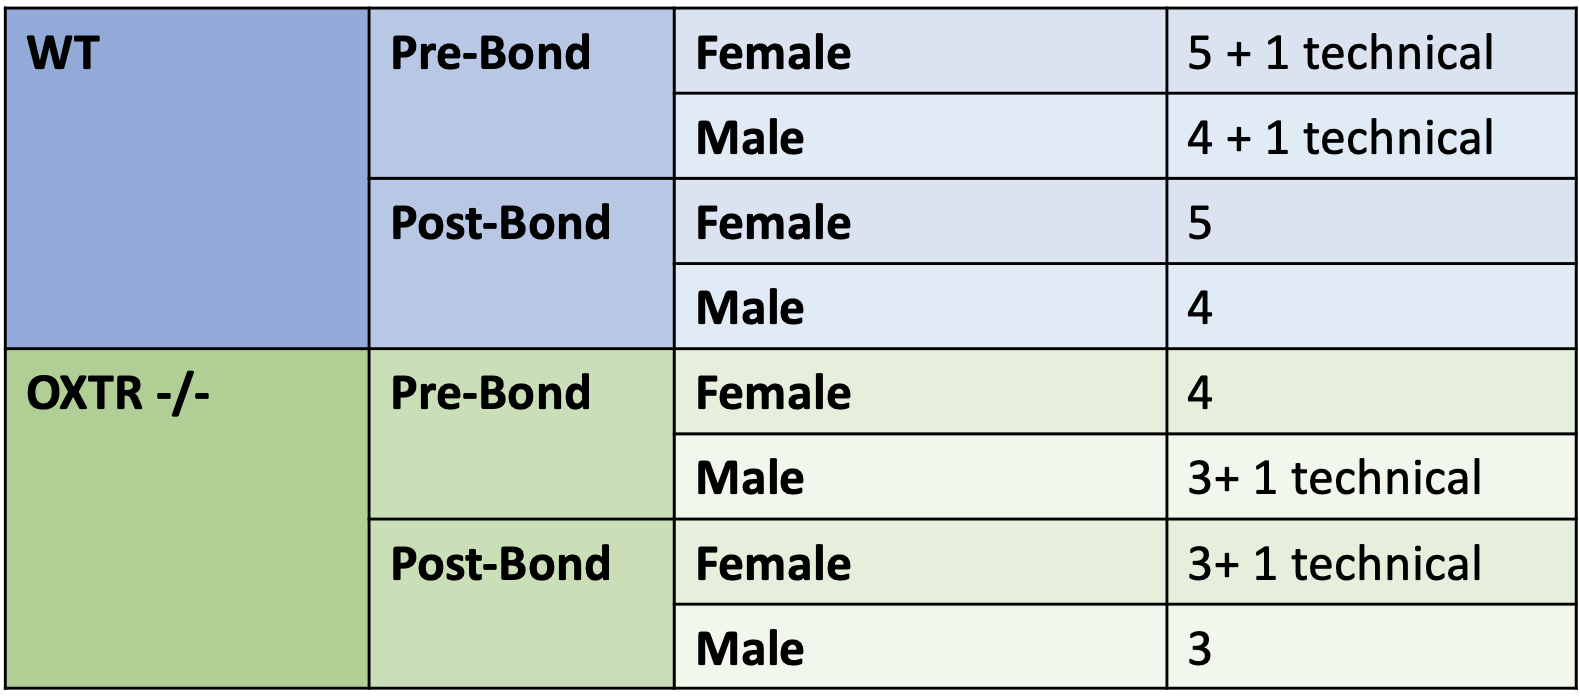 WT Pre-Bond Female 5 + 1 technical
Male 4 + 1 technical
Post-Bond Female 5
Male 4
OXTR -/- Pre-Bond Female 4
Male 3+ 1 technical
Post-Bond Female 3+ 1 technical
Male 3